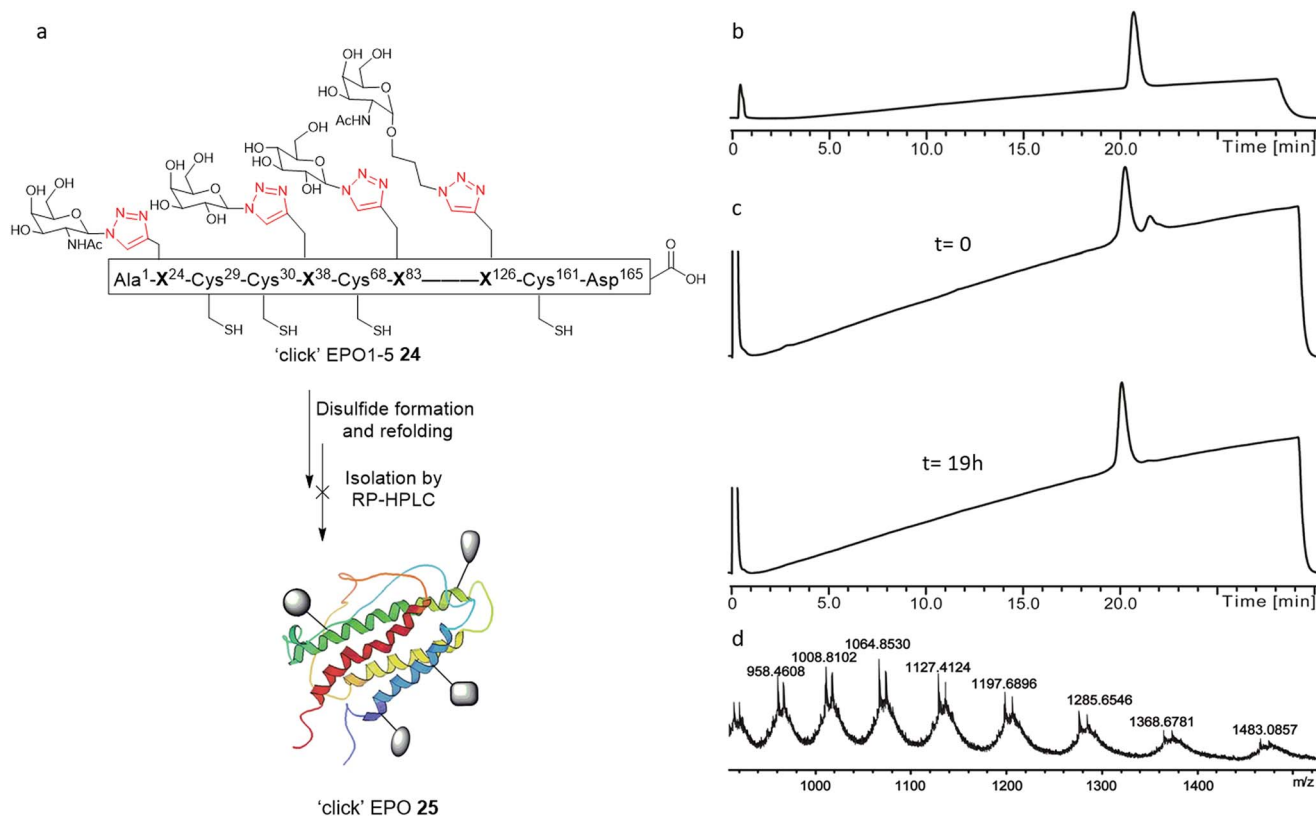 a
OH
OH
HO
O
AcHN
O
OH
HO
O
HO
OH
N
N
N
OH
OH
HO
O
HO
OH
N
N
N
N
N
N
OH
OH
HO
O
NHAc
N
N
N
Ala1-X24-Cys29-Cys30-X38-Cys68-X83———X126-Cys161-Asp165
O
OH
SH
SH
SH
SH
'click' EPO1-5 24
Disulfide formation
and refolding
Isolation by
RP-HPLC
'click' EPO 25
b
0
5.0
10.0
15.0
20.0
Time [min]
c
t= 0
t= 19h
0
5.0
10.0
15.0
20.0
Time [min]
d
958.4608
1008.8102
1064.8530
1127.4124
1197.6896
1285.6546
1368.6781
1483.0857
1000
1100
1200
1300
1400
m/z